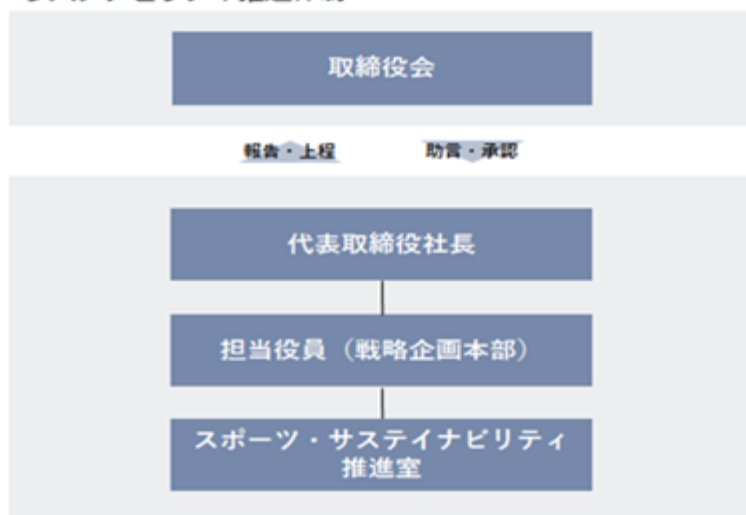 取締役会
報告・上程 助言・承認
代表取締役社長
担当役員（戦略企画本部）
スポーツ・サステイナビリティ
推進室